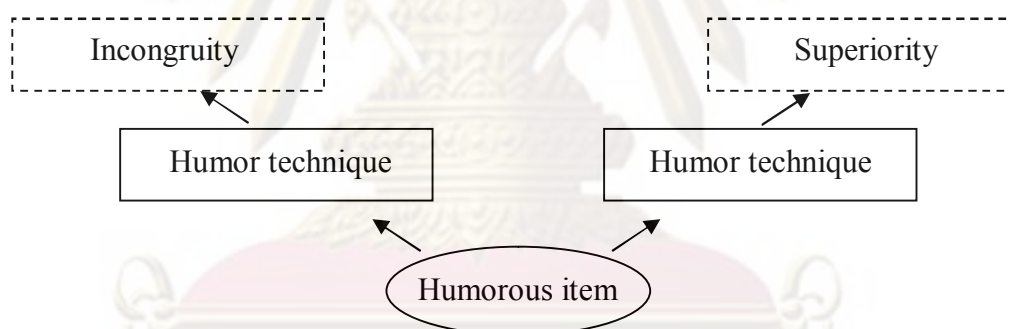 Incongruity
Superiority
Humor technique
Humor technique
Humorous item